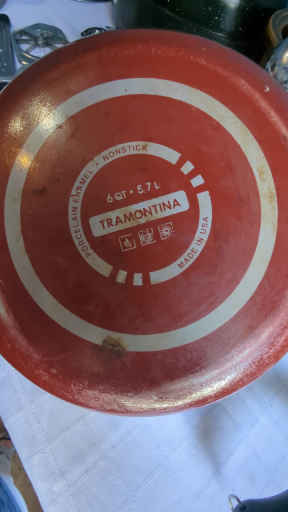 PORCELAIN ENAMEL - NONSTICK
6 QT • 5.7 L
TRAMONTINA
MADE IN USA